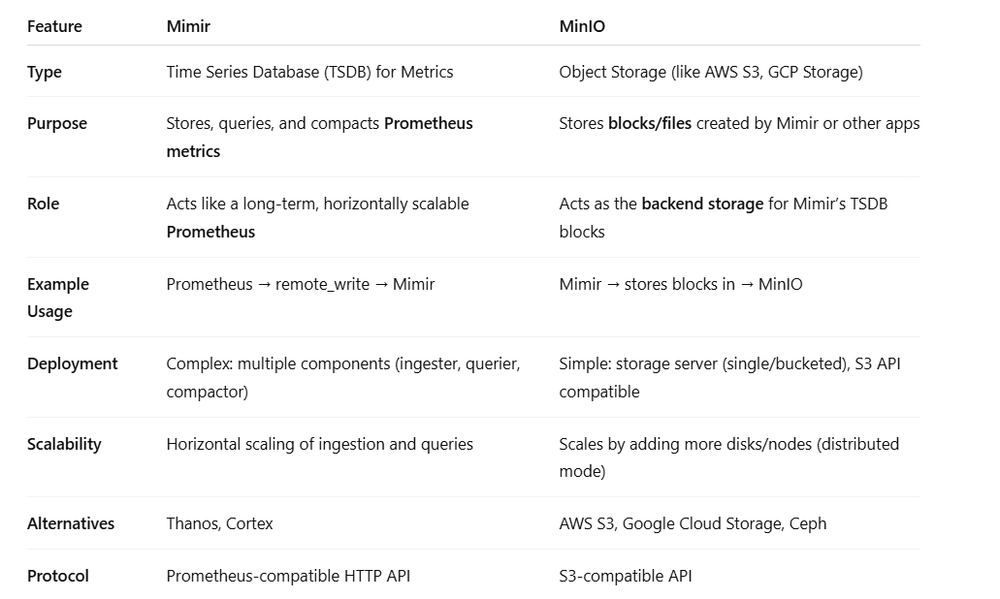 Feature Mimir MinIO
Type Time Series Database (TSDB) for Metrics Object Storage (like AWS S3, GCP Storage)
Purpose Stores, queries, and compacts Prometheus metrics Stores blocks/files created by Mimir or other apps
Role Acts like a long-term, horizontally scalable Prometheus Acts as the backend storage for Mimir’s TSDB blocks
Example Usage Prometheus → remote_write → Mimir Mimir → stores blocks in → MinIO
Deployment Complex: multiple components (ingester, querier, compactor) Simple: storage server (single/bucketed), S3 API compatible
Scalability Horizontal scaling of ingestion and queries Scales by adding more disks/nodes (distributed mode)
Alternatives Thanos, Cortex AWS S3, Google Cloud Storage, Ceph
Protocol Prometheus-compatible HTTP API S3-compatible API